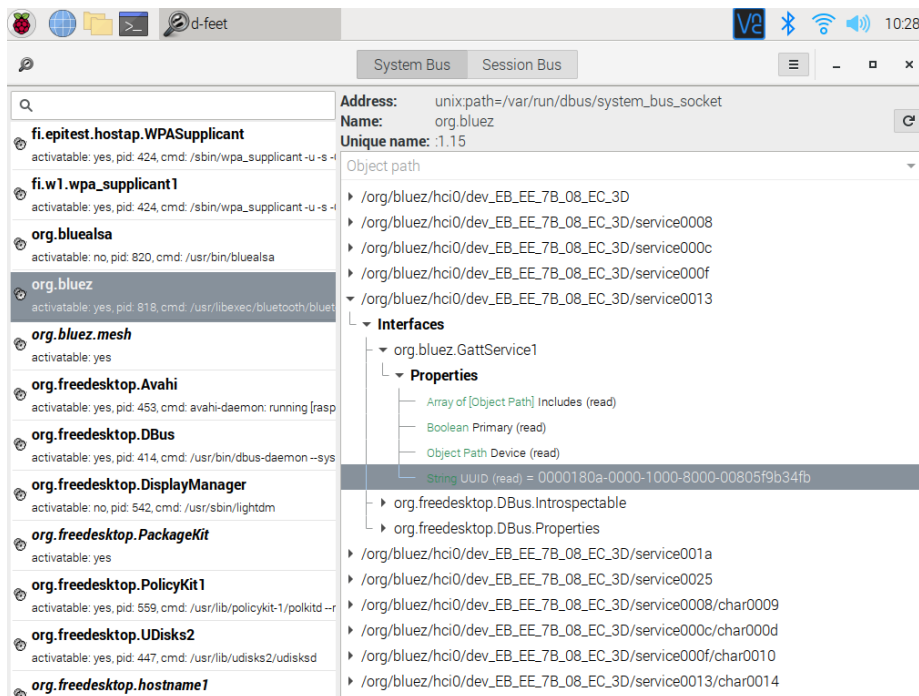 d-feet
10:28
System Bus
Session Bus
fi.epitest.hostap.WPASupplicant
activatable: yes, pid: 424, cmd: /sbin/wpa_supplicant -u -s -
fi.w1.wpa_supplicant1
activatable: yes, pid: 424, cmd: /sbin/wpa_supplicant -u -s -
org.bluealsa
activatable: no, pid: 820, cmd: /usr/bin/bluealsa
org.bluez
activatable: yes, pid: 818, cmd: /usr/libexec/bluetooth/bluet
org.bluez.mesh
activatable: yes
org.freedesktop.Avahi
activatable: yes, pid: 453, cmd: avahi-daemon: running [rasp
org.freedesktop.DBus
activatable: yes, pid: 414, cmd: /usr/bin/dbus-daemon --sys
org.freedesktop.DisplayManager
activatable: no, pid: 542, cmd: /usr/sbin/lightdm
org.freedesktop.PackageKit
activatable: yes
org.freedesktop.PolicyKit1
activatable: yes, pid: 559, cmd: /usr/lib/policykit-1/polkitd --r
org.freedesktop.UDisks2
activatable: yes, pid: 447, cmd: /usr/lib/udisks2/udisksd
org.freedesktop.hostname1
Address: unix:path=/var/run/dbus/system_bus_socket
Name: org.bluez
Unique name: :1.15
Object path
/org/bluez/hci0/dev_EB_EE_7B_08_EC_3D
/org/bluez/hci0/dev_EB_EE_7B_08_EC_3D/service0008
/org/bluez/hci0/dev_EB_EE_7B_08_EC_3D/service000c
/org/bluez/hci0/dev_EB_EE_7B_08_EC_3D/service000f
/org/bluez/hci0/dev_EB_EE_7B_08_EC_3D/service0013
Interfaces
org.bluez.GattService1
Properties
Array of [Object Path] Includes (read)
Boolean Primary (read)
Object Path Device (read)
String UUID (read) = 0000180a-0000-1000-8000-00805f9b34fb
org.freedesktop.DBus.Introspectable
org.freedesktop.DBus.Properties
/org/bluez/hci0/dev_EB_EE_7B_08_EC_3D/service001a
/org/bluez/hci0/dev_EB_EE_7B_08_EC_3D/service0025
/org/bluez/hci0/dev_EB_EE_7B_08_EC_3D/service0008/char0009
/org/bluez/hci0/dev_EB_EE_7B_08_EC_3D/service000c/char000d
/org/bluez/hci0/dev_EB_EE_7B_08_EC_3D/service000f/char0010
/org/bluez/hci0/dev_EB_EE_7B_08_EC_3D/service0013/char0014